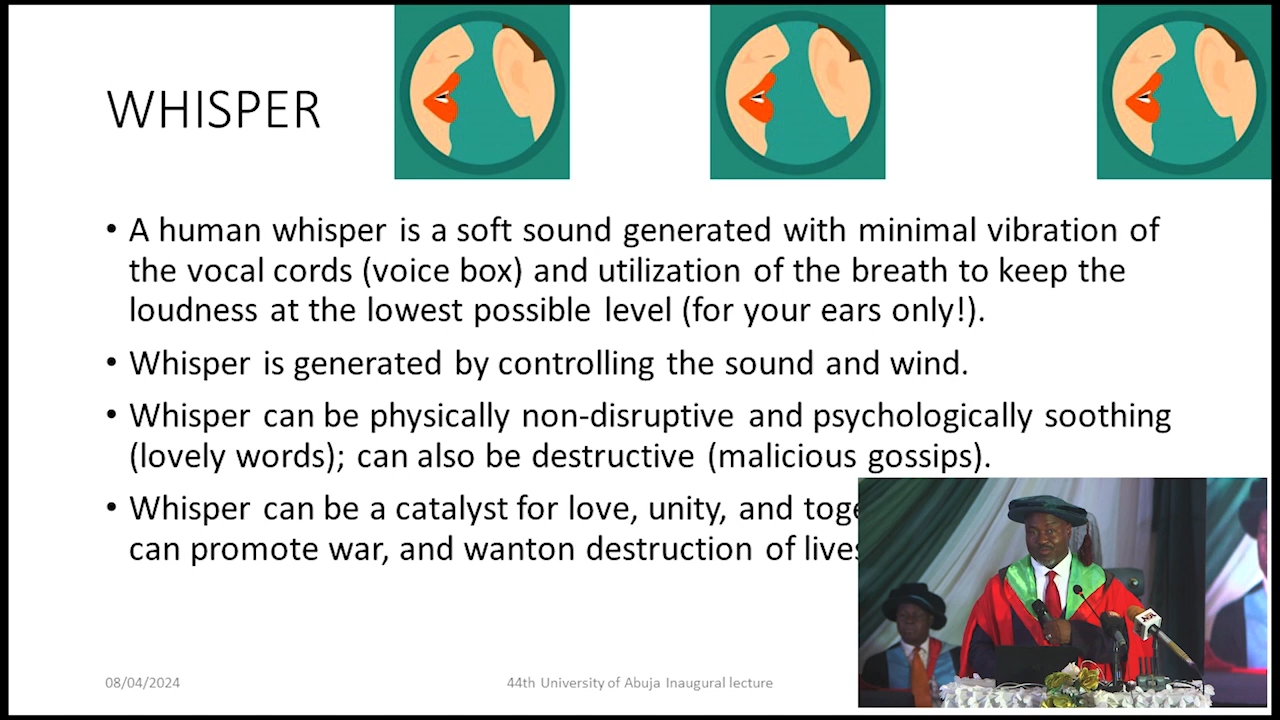 WHISPER
• A human whisper is a soft sound generated with minimal vibration of
the vocal cords (voice box) and utilization of the breath to keep the
loudness at the lowest possible level (for your ears only!).
• Whisper is generated by controlling the sound and wind.
• Whisper can be physically non-disruptive and psychologically soothing
(lovely words); can also be destructive (malicious gossips).
• Whisper can be a catalyst for love, unity, and toge
can promote war, and wanton destruction of lives
08/04/2024
44th University of Abuja Inaugural lecture